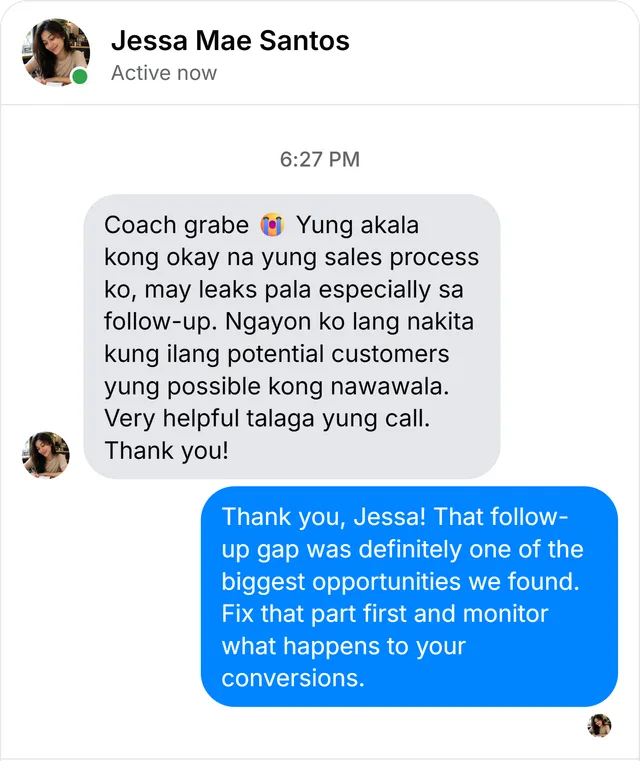 Jessa Mae Santos
Active now
6:27 PM
Coach grabe 😭 Yung akala
kong okay na yung sales process
ko, may leaks pala especially sa
follow-up. Ngayon ko lang nakita
kung ilang potential customers
yung possible kong nawawala.
Very helpful talaga yung call.
Thank you!
Thank you, Jessa! That follow-
up gap was definitely one of the
biggest opportunities we found.
Fix that part first and monitor
what happens to your
conversions.